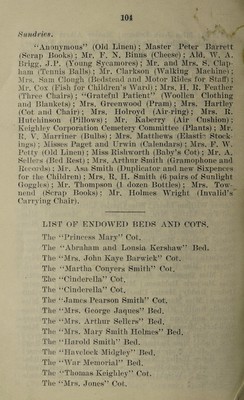 104
Sundries.
"Anonymous" (Old Linen); Master Peter Barrett
(Scrap Books); Mr. F. N. Binns (Cheese); Ald. W. A.
Brigg, J.P. (Young Sycamores); Mr. and Mrs. S. Clap-
ham (Tennis Balls); Mr. Clarkson (Walking Machine);
Mrs. Sam Clough (Bedstead and Motor Rides for Staff);
Mr. Cox (Fish for Children's Ward); Mrs. H. R. Feather
(Three Chairs); "Grateful Patient" (Woollen Clothing
and Blankets); Mrs. Greenwood (Pram); Mrs. Hartley
(Cot and Chair); Mrs. Holroyd (Air-ring); Mrs. R.
Hutchinson (Pillows); Mr. Kaberry (Air Cushion);
Keighley Corporation Cemetery Committee (Plants); Mr.
R. V. Marriner (Bulbs); Mrs. Matthews (Elastic Stock-
ings); Misses Paget and Urwin (Calendars); Mrs. F. W.
Petty (Old Linen); Miss Rishworth (Baby's Cot); Mr. A.
Sellers (Bed Rest); Mrs. Arthur Smith (Gramophone and
Records); Mr. Asa Smith (Duplicator and new Sixpences
for the Children); Mrs. R. H. Smith (6 pairs of Sunlight
Goggles); Mr. Thompson (1 dozen Bottles); Mrs. Tow-
nend (Scrap Books); Mr. Holmes Wright (Invalid's
Carrying Chair).
LIST OF ENDOWED BEDS AND COTS.
The "Princess Mary" Cot.
The "Abraham and Louisa Kershaw" Bed.
The "Mrs. John Kaye Barwick" Cot.
The "Martha Conyers Smith" Cot.
The "Cinderella" Cot.
The "Cinderella" Cot.
The "James Pearson Smith" Cot.
The "Mrs. George Jaques" Bed.
The "Mrs. Arthur Sellers" Bed.
The "Mrs. Mary Smith Holmes" Bed.
The "Harold Smith" Bed.
The "Havelock Midgley" Bed.
The "War Memorial" Bed.
The "Thomas Keighley" Cot.
The "Mrs. Jones" Cot.